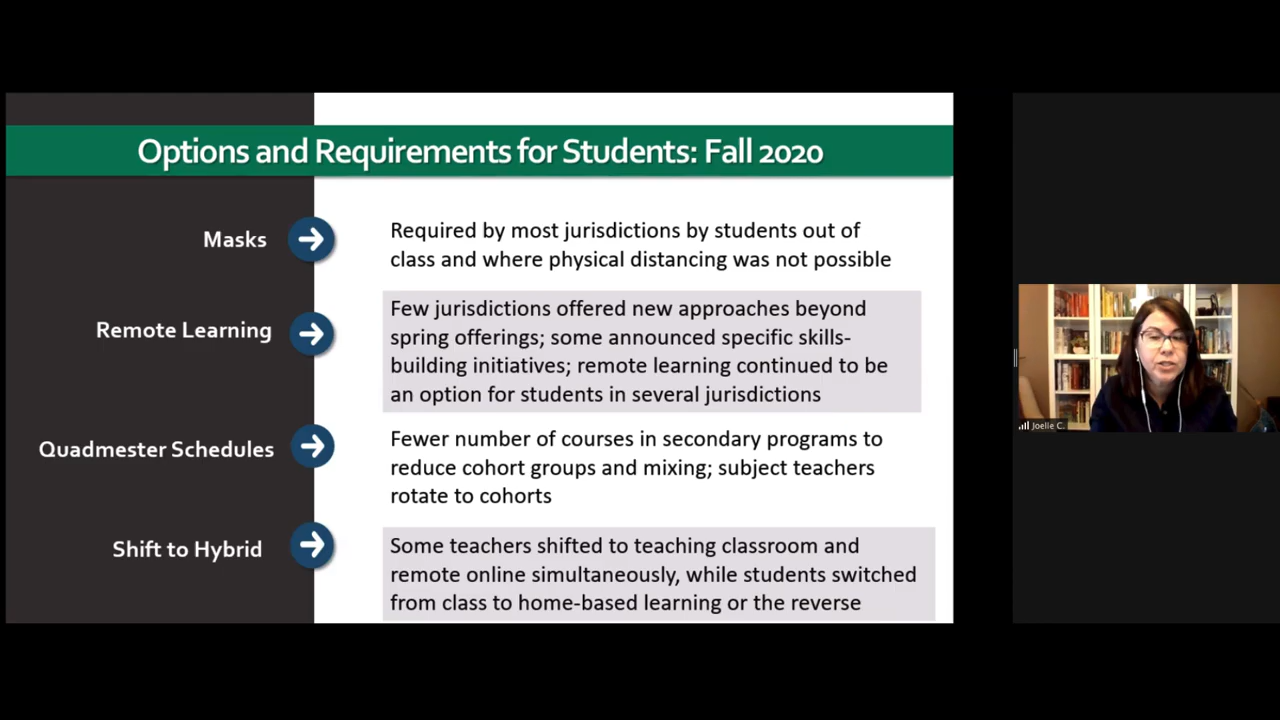 Options and Requirements for Students: Fall 2020
Masks
Required by most jurisdictions by students out of
class and where physical distancing was not possible
Remote Learning
Few jurisdictions offered new approaches beyond
spring offerings; some announced specific skills-
building initiatives; remote learning continued to be
an option for students in several jurisdictions
Quadmester Schedules
Fewer number of courses in secondary programs to
reduce cohort groups and mixing; subject teachers
rotate to cohorts
Shift to Hybrid
Some teachers shifted to teaching classroom and
remote online simultaneously, while students switched
from class to home-based learning or the reverse
Joelle C.